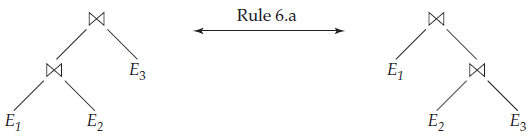 Rule 6.a
⋈ ⋈
⋈ E3 E1 ⋈
E1 E2 E2 E3